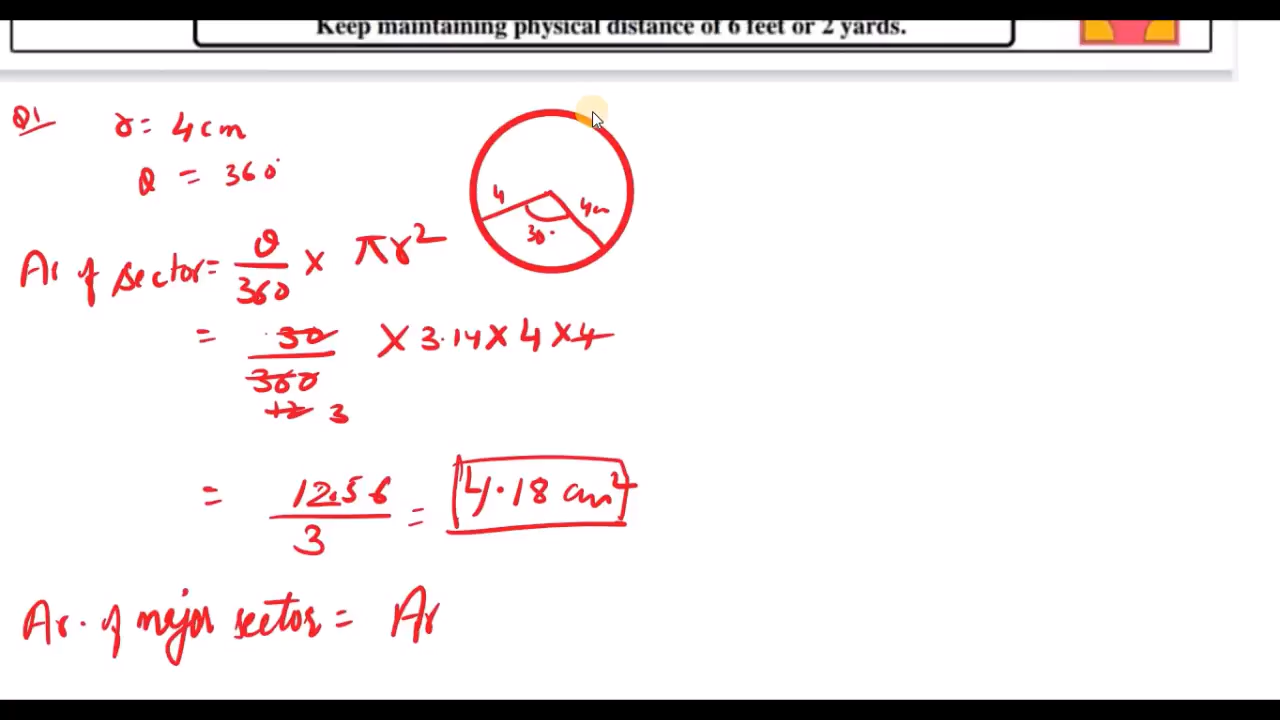 Keep maintaining physical distance of 6 feet or 2 yards.
Q1 r = 4 cm
θ = 360°
4 4cm
30°
Ar of sector = θ/360 × πr²
= 30/360 × 3.14 × 4 × 4
12 3
= 12.56/3 = 4.18 cm²
Ar. of major sector = Ar